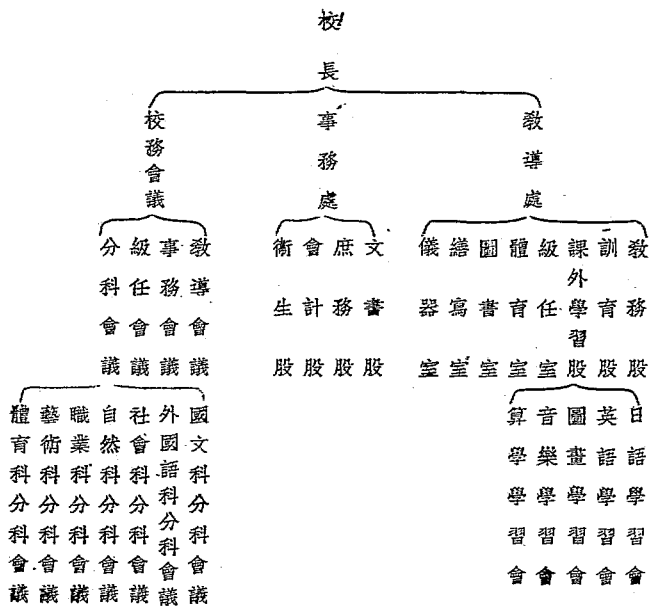 校長
教導處
事務處
校務會議
教務股
訓育股
課外學習股
級任室
體育室
圖書室
繕寫室
儀器室
文書股
庶務股
會計股
衛生股
教導會議
事務會議
級任會議
分科會議
日語學習會
英語學習會
圖畫學習會
音樂學習會
算學學習會
國文科分科會議
外國語科分科會議
社會科分科會議
自然科分科會議
職業科分科會議
藝術科分科會議
體育科分科會議